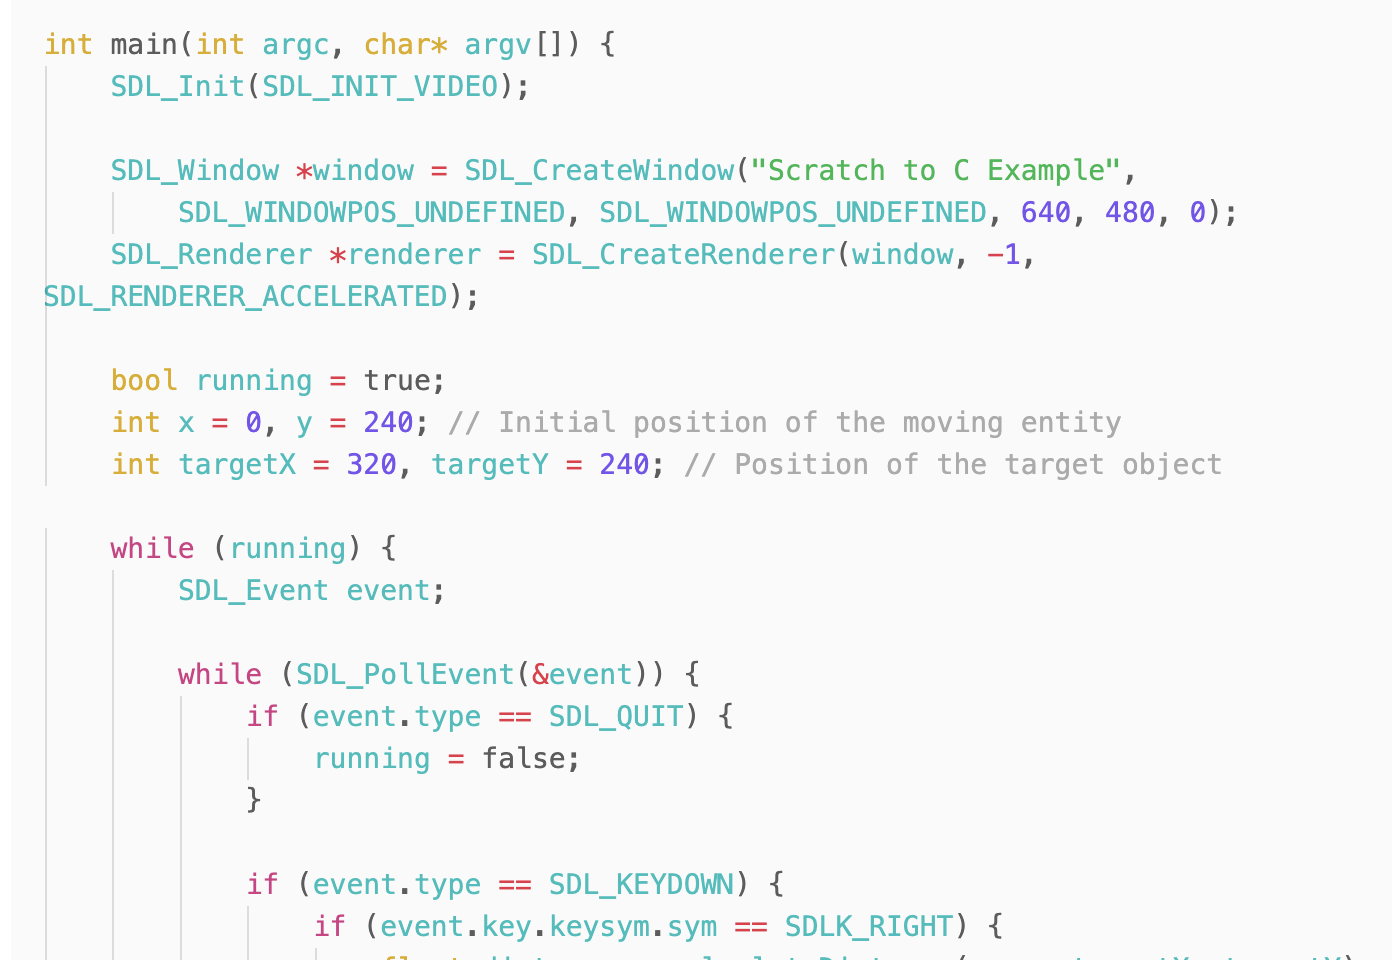 int main(int argc, char* argv[]) {
    SDL_Init(SDL_INIT_VIDEO);

    SDL_Window *window = SDL_CreateWindow("Scratch to C Example",
        SDL_WINDOWPOS_UNDEFINED, SDL_WINDOWPOS_UNDEFINED, 640, 480, 0);
    SDL_Renderer *renderer = SDL_CreateRenderer(window, -1,
SDL_RENDERER_ACCELERATED);

    bool running = true;
    int x = 0, y = 240; // Initial position of the moving entity
    int targetX = 320, targetY = 240; // Position of the target object

    while (running) {
        SDL_Event event;

        while (SDL_PollEvent(&event)) {
            if (event.type == SDL_QUIT) {
                running = false;
            }

            if (event.type == SDL_KEYDOWN) {
                if (event.key.keysym.sym == SDLK_RIGHT) {